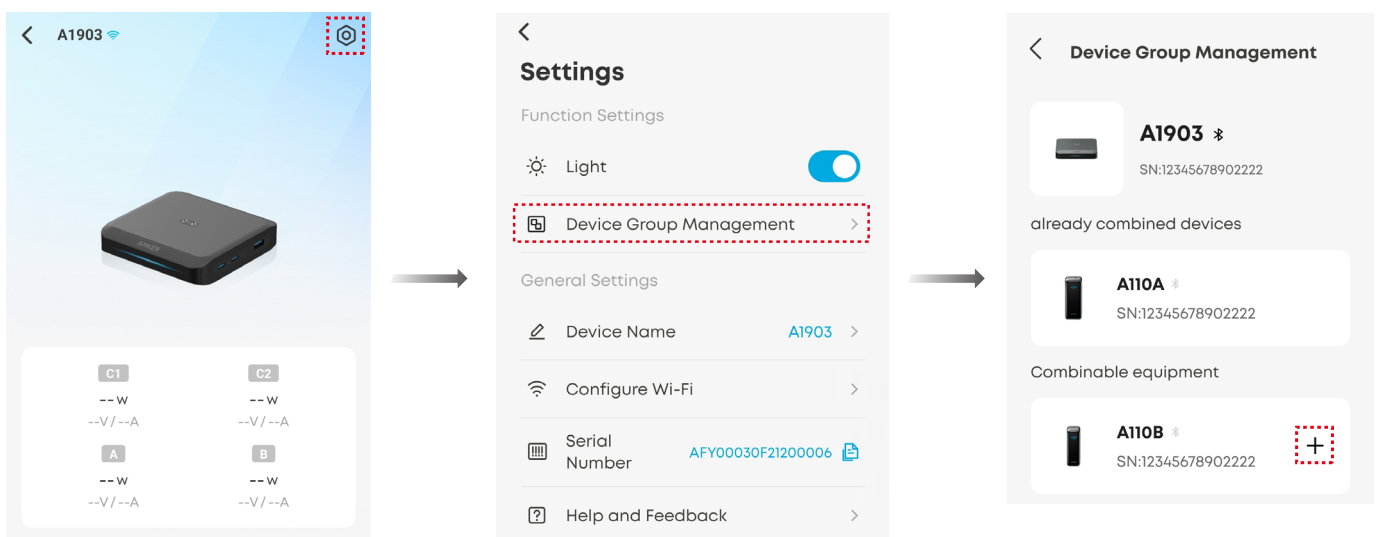 A1903
ANKER
C1
C2
--W
--W
--V/--A
--V/--A
A
B
--W
--W
--V/--A
--V/--A
Settings
Function Settings
Light
Device Group Management
General Settings
Device Name A1903
Configure Wi-Fi
Serial
Number
AFY00030F21200006
Help and Feedback
Device Group Management
A1903
SN:12345678902222
already combined devices
A110A
SN:12345678902222
Combinable equipment
A110B
SN:12345678902222